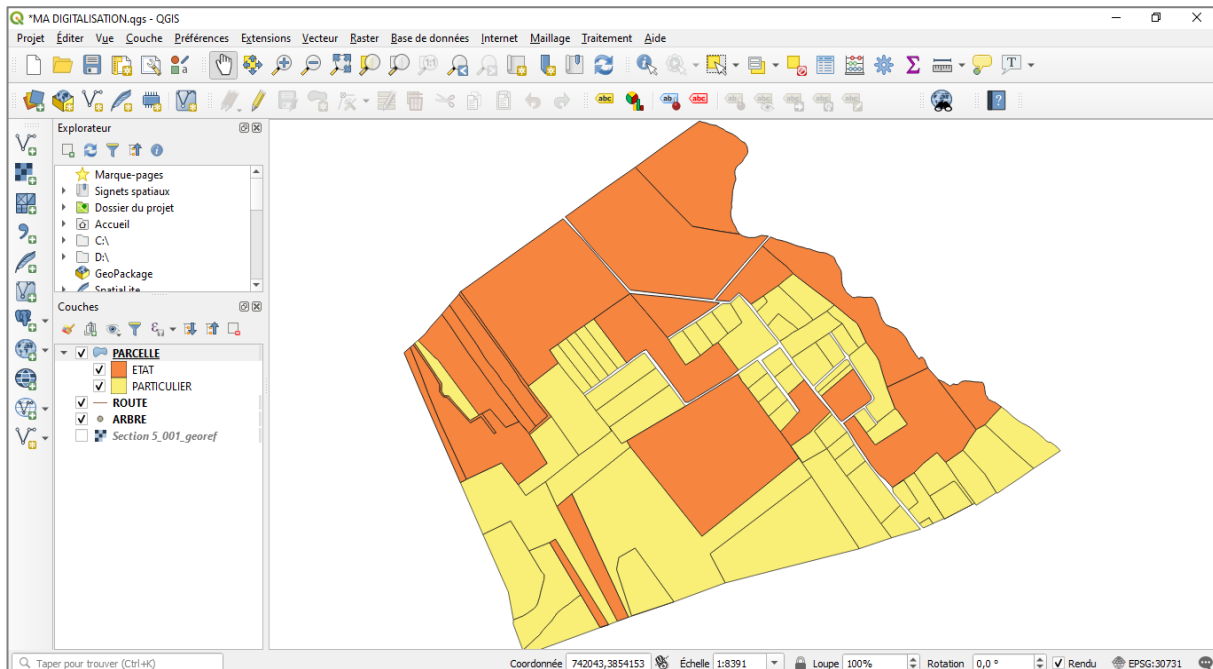 *MA DIGITALISATION.qgs - QGIS
Projet Éditer Vue Couche Préférences Extensions Vecteur Raster Base de données Internet Maillage Traitement Aide
Explorateur
Marque-pages
Signets spatiaux
Dossier du projet
Accueil
C:\
D:\
GeoPackage
SpatiaLite
Couches
PARCELLE
ETAT
PARTICULIER
ROUTE
ARBRE
Section 5_001_georef
Taper pour trouver (Ctrl+K) Coordonnée 742043,3854153 Échelle 1:8391 Loupe 100% Rotation 0,0 ° Rendu EPSG:30731